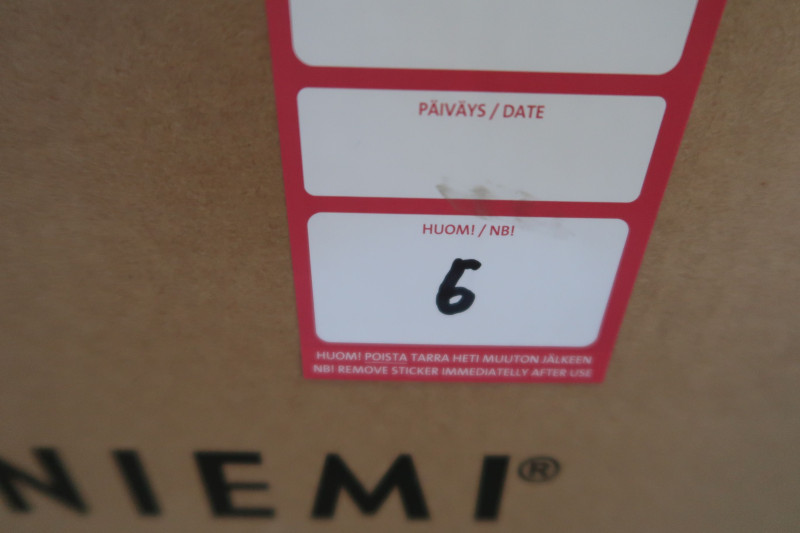 PÄIVÄYS / DATE
HUOM! / NB!
6
HUOM! POISTA TARRA HETI MUUTON JÄLKEEN
NB! REMOVE STICKER IMMEDIATELLY AFTER USE
NIEMI®